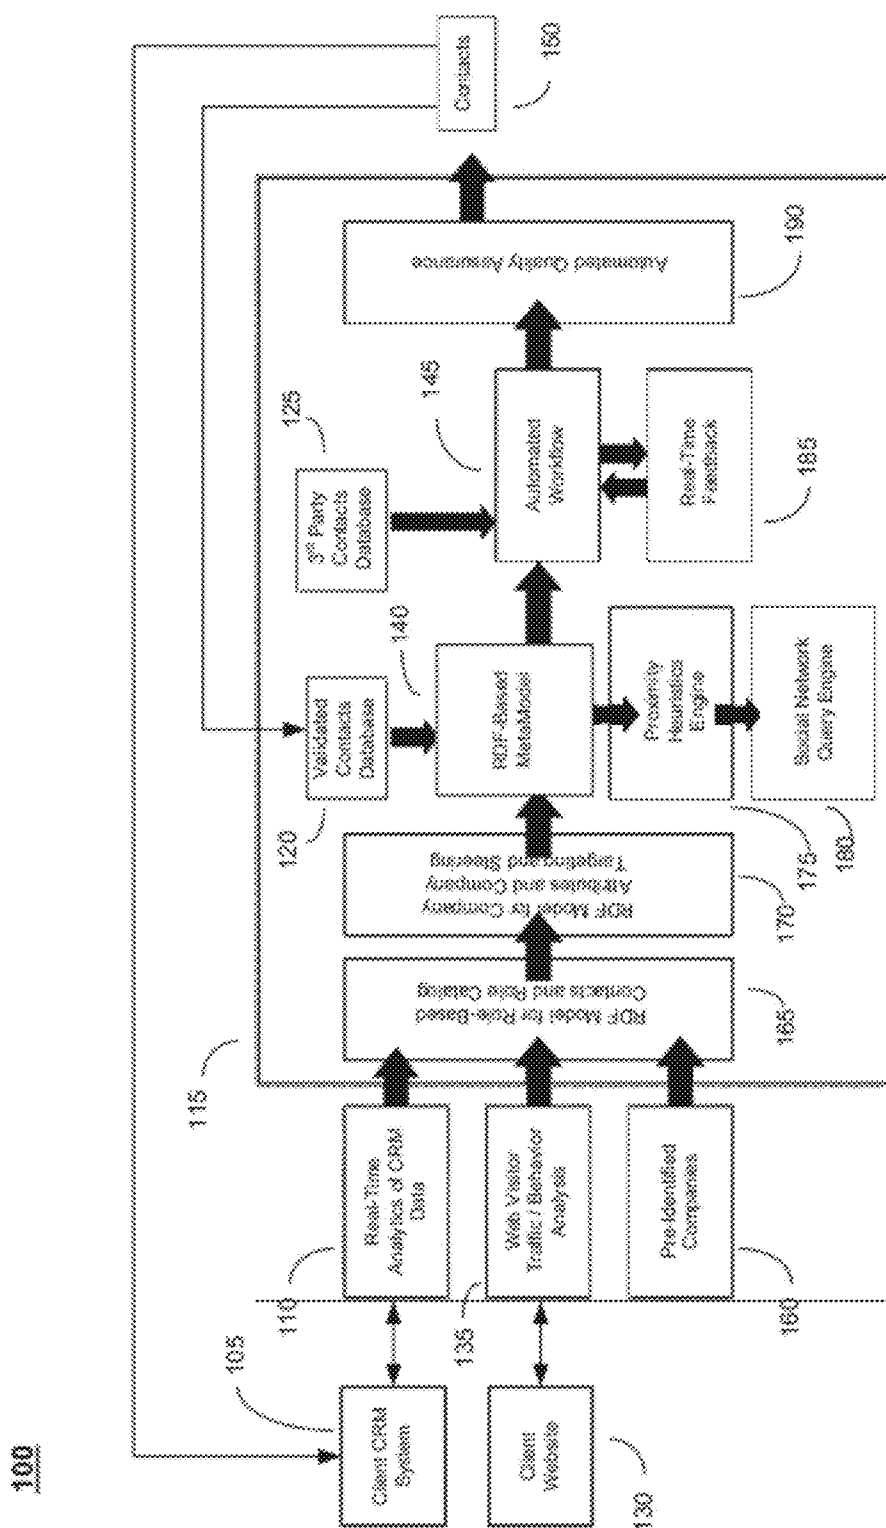 100
Client CRM
System
105
Client
Website
130
Real-Time
Analytics of CRM
Data
110
Web Visitor
Traffic / Behavior
Analysis
135
Pre-Identified
Companies
160
115
RDF Model for Role-Based
Contacts and Role Catalog
165
RDF Model for Company
Attributes and Company
Targeting and Steering
170
Validated
Contacts
Database
120
RDF-Based
MetaModel
140
Proximity
Heuristics
Engine
175
Social Network
Query Engine
180
3rd Party
Contacts
Database
125
Automated
Workflow
145
Real-Time
Feedback
185
Automated Quality Assurance
190
Contacts
150